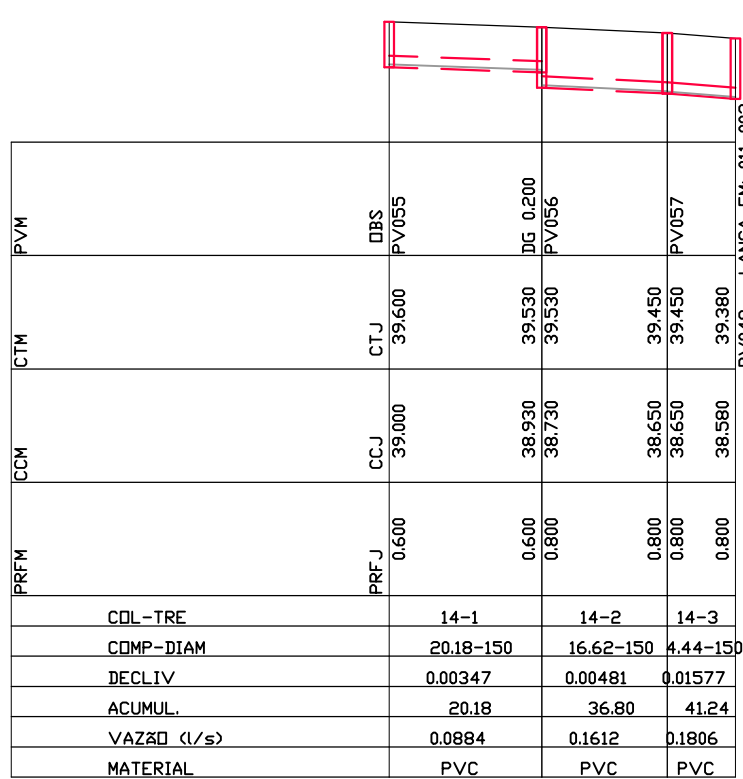 PVM OBS PV055 DG 0.200 PV056 PV057
CTM CTJ 39.600 39.530 39.530 39.450 39.450 39.380
CCM CCJ 39.000 38.930 38.730 38.650 38.650 38.580
PRFM PRFJ 0.600 0.600 0.800 0.800 0.800 0.800
COL-TRE 14-1 14-2 14-3
COMP-DIAM 20.18-150 16.62-150 4.44-150
DECLIV 0.00347 0.00481 0.01577
ACUMUL. 20.18 36.80 41.24
VAZÃO (l/s) 0.0884 0.1612 0.1806
MATERIAL PVC PVC PVC